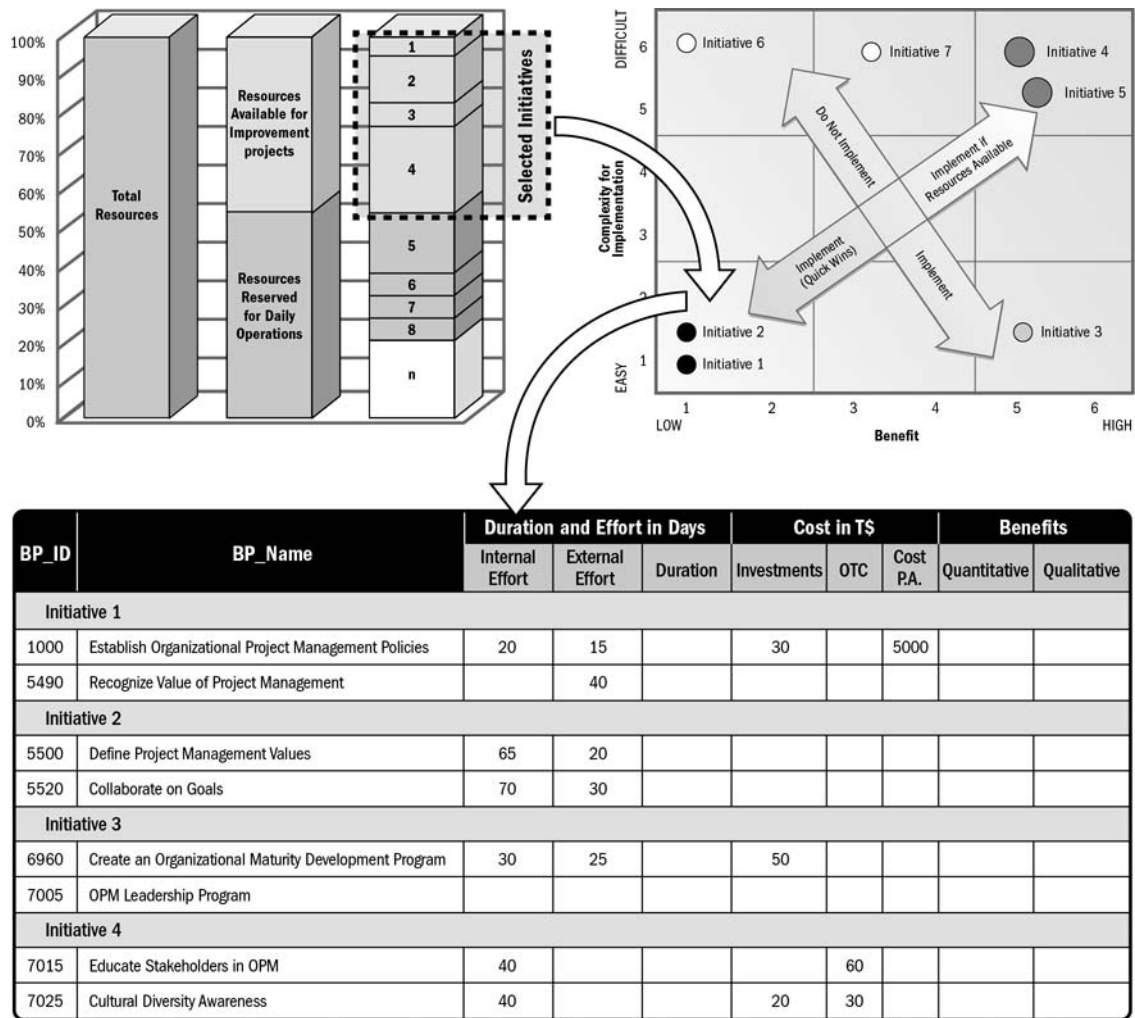 100%
90%
80%
70%
60%
50%
40%
30%
20%
10%
0%
Total
Resources
Resources
Available for
Improvement
projects
Resources
Reserved
for Daily
Operations
1
2
3
4
5
6
7
8
n
Selected Initiatives
DIFFICULT
EASY
Complexity for
Implementation
6
5
4
3
2
1
Initiative 6
Initiative 7
Initiative 4
Initiative 5
Do Not Implement
Implement if
Resources Available
Implement
(Quick Wins)
Implement
Initiative 2
Initiative 1
Initiative 3
1 2 3 4 5 6
LOW HIGH
Benefit
BP_ID BP_Name Duration and Effort in Days Cost in T$ Benefits
Internal Effort External Effort Duration Investments OTC Cost P.A. Quantitative Qualitative
Initiative 1
1000 Establish Organizational Project Management Policies 20 15 30 5000
5490 Recognize Value of Project Management 40
Initiative 2
5500 Define Project Management Values 65 20
5520 Collaborate on Goals 70 30
Initiative 3
6960 Create an Organizational Maturity Development Program 30 25 50
7005 OPM Leadership Program
Initiative 4
7015 Educate Stakeholders in OPM 40 60
7025 Cultural Diversity Awareness 40 20 30